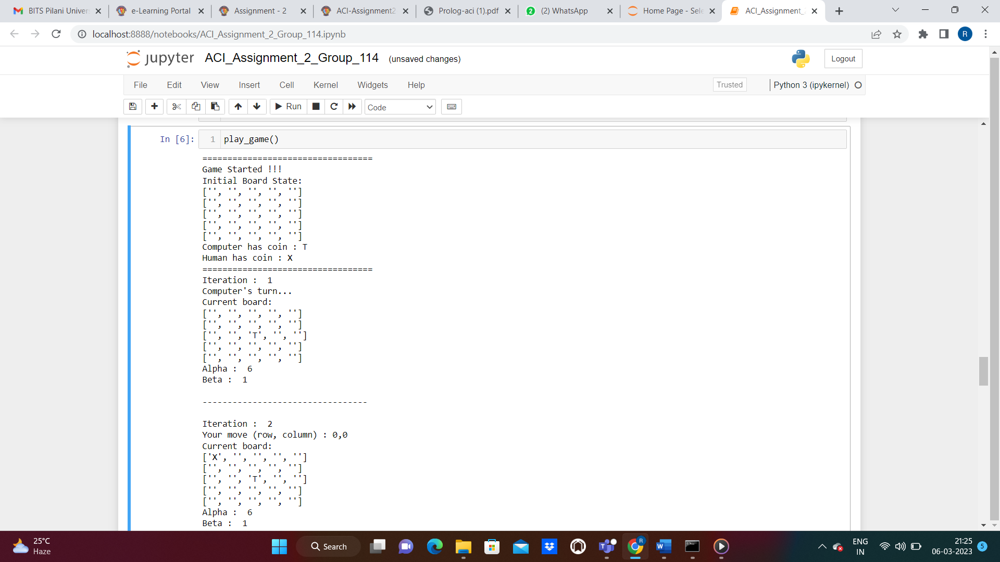 BITS Pilani Univer
e-Learning Portal
Assignment - 2
ACI-Assignment2
Prolog-aci (1).pdf
(2) WhatsApp
Home Page - Sele
ACI_Assignment_2
localhost:8888/notebooks/ACI_Assignment_2_Group_114.ipynb
R
jupyter ACI_Assignment_2_Group_114 (unsaved changes)
Logout
File Edit View Insert Cell Kernel Widgets Help
Trusted
Python 3 (ipykernel)
Run
Code
In [6]: 1 play_game()
==================================
Game Started !!!
Initial Board State:
['', '', '', '', '']
['', '', '', '', '']
['', '', '', '', '']
['', '', '', '', '']
['', '', '', '', '']
Computer has coin : T
Human has coin : X
==================================
Iteration :  1
Computer's turn...
Current board:
['', '', '', '', '']
['', '', '', '', '']
['', '', 'T', '', '']
['', '', '', '', '']
['', '', '', '', '']
Alpha :  6
Beta :  1
---------------------------------
Iteration :  2
Your move (row, column) : 0,0
Current board:
['X', '', '', '', '']
['', '', '', '', '']
['', '', 'T', '', '']
['', '', '', '', '']
['', '', '', '', '']
Alpha :  6
Beta :  1
25°C
Haze
Search
ENG
IN
21:25
06-03-2023
5